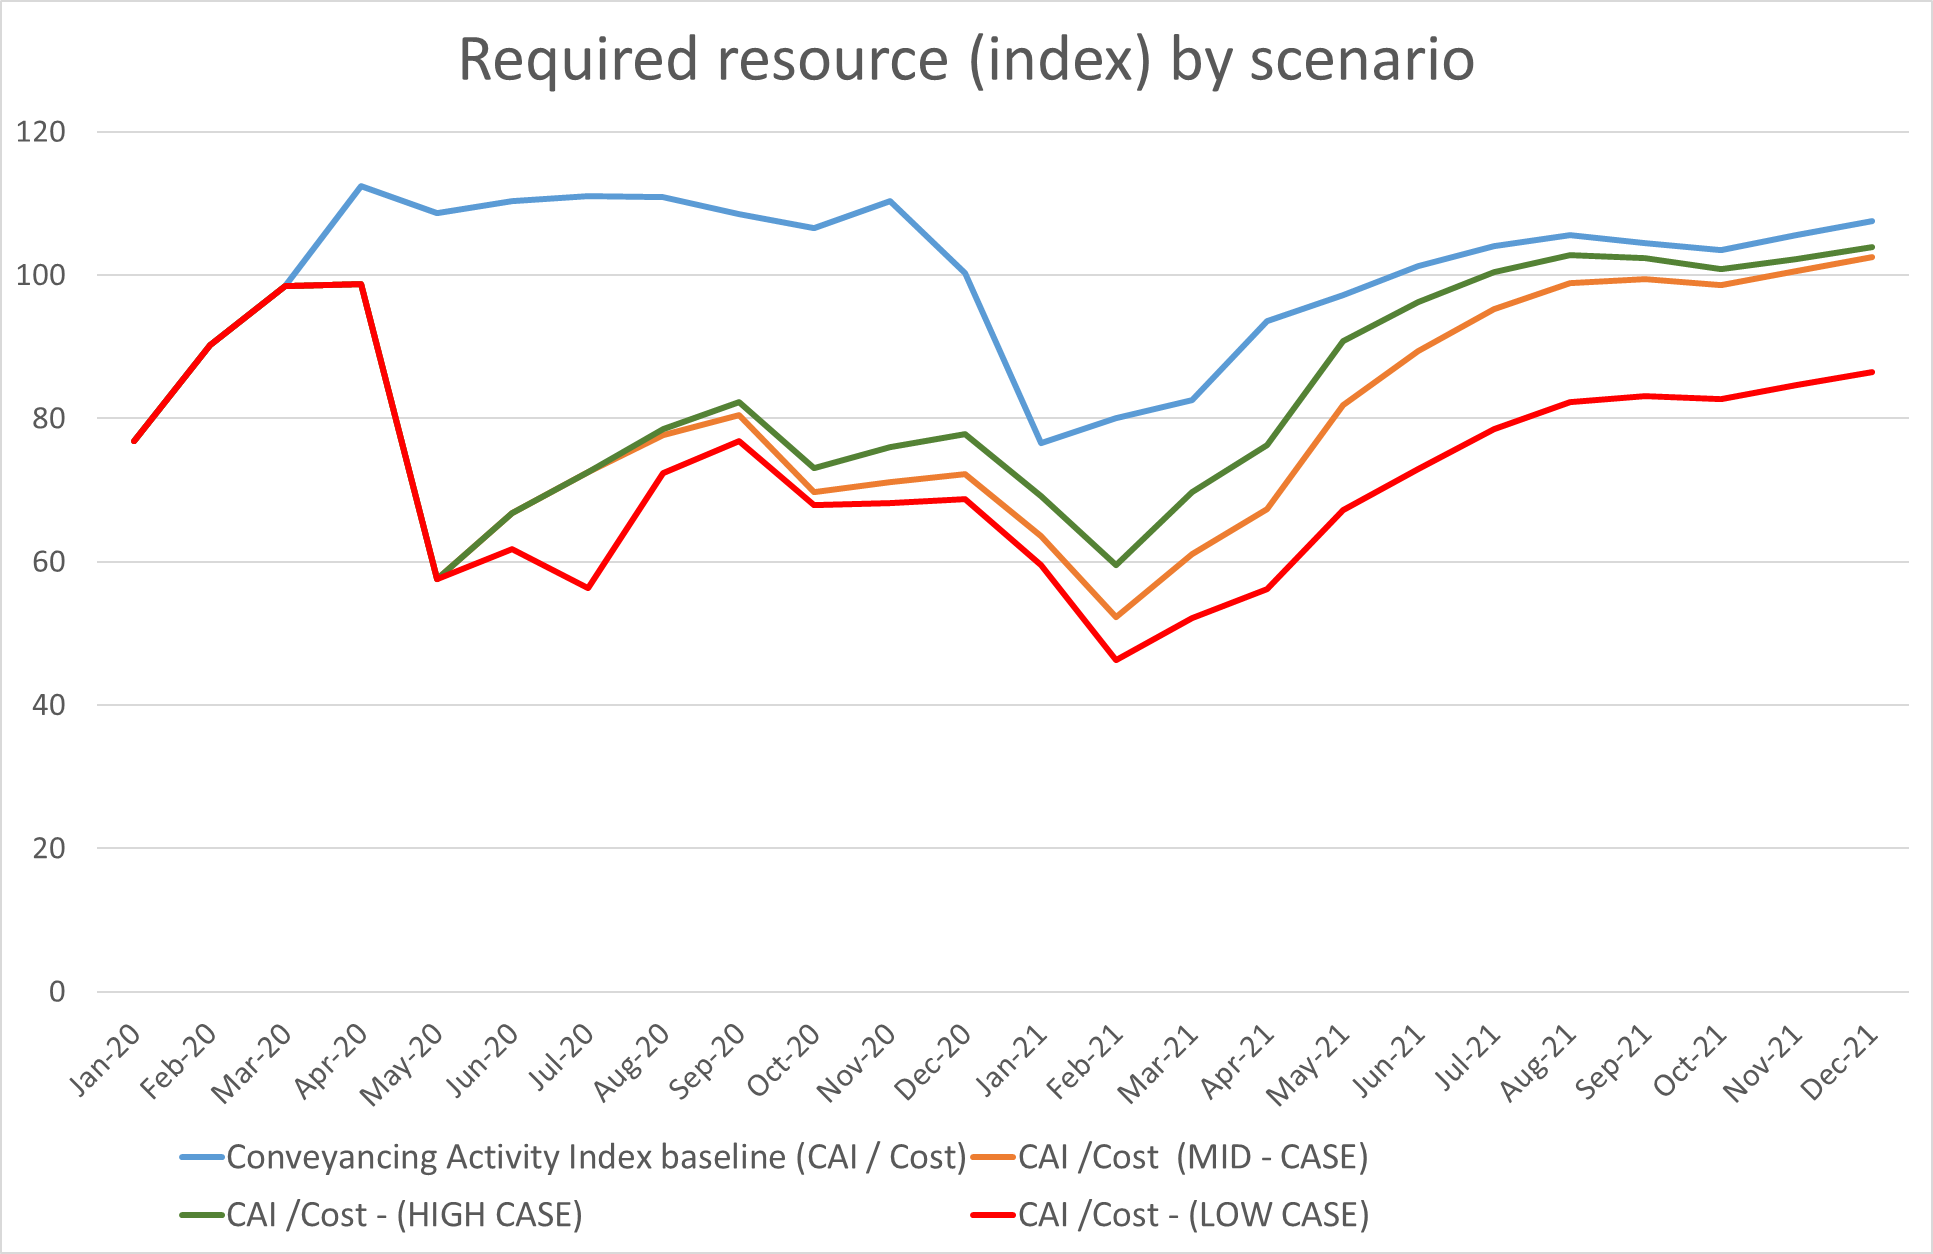 Required resource (index) by scenario
120
100
80
60
40
20
0
Jan-20
Feb-20
Mar-20
Apr-20
May-20
Jun-20
Jul-20
Aug-20
Sep-20
Oct-20
Nov-20
Dec-20
Jan-21
Feb-21
Mar-21
Apr-21
May-21
Jun-21
Jul-21
Aug-21
Sep-21
Oct-21
Nov-21
Dec-21
Conveyancing Activity Index baseline (CAI / Cost)
CAI /Cost  (MID - CASE)
CAI /Cost - (HIGH CASE)
CAI /Cost - (LOW CASE)